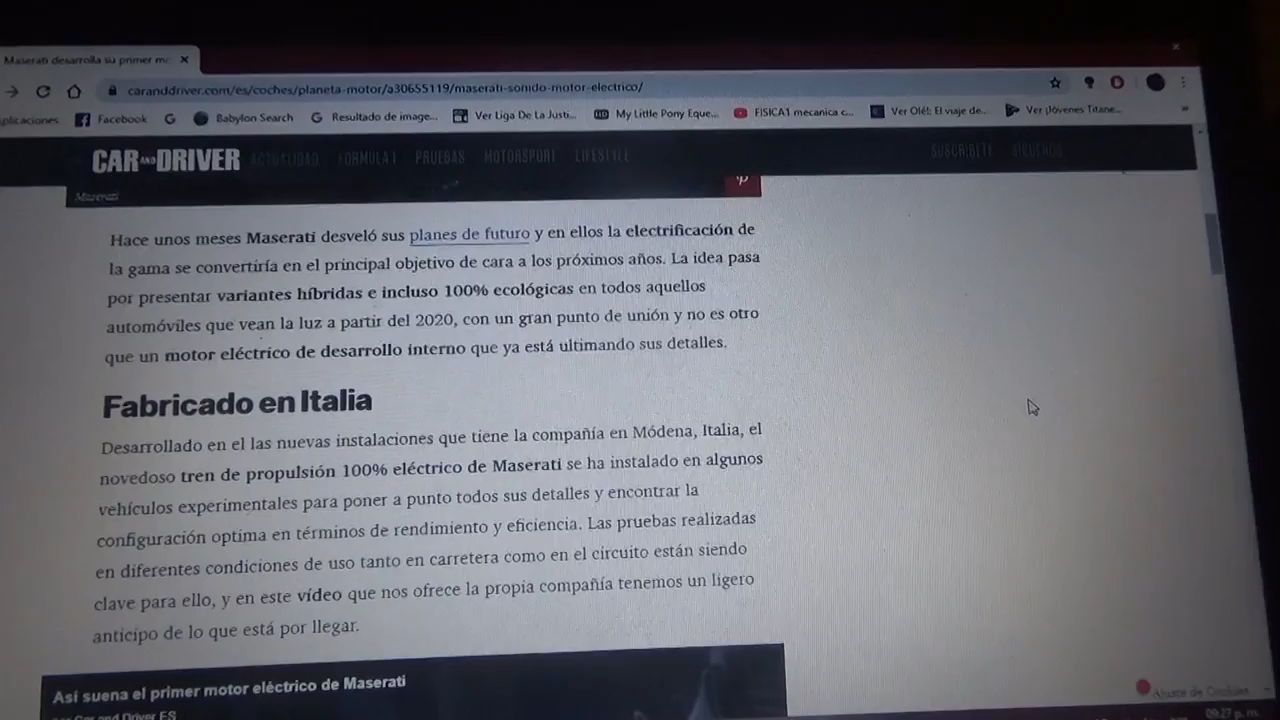 Maserati desarrolla su primer mo
caranddriver.com/es/coches/planeta-motor/a30655119/maserati-sonido-motor-electrico/
plicaciones Facebook Babylon Search Resultado de image... Ver Liga De La Justi... My Little Pony Eque... FISICA1 mecanica c... Ver Olé!: El viaje de... Ver ¡Jóvenes Titane...
CAR AND DRIVER ACTUALIDAD FORMULA 1 PRUEBAS MOTORSPORT LIFESTYLE SUSCRÍBETE SÍGUENOS
Maserati
Hace unos meses Maserati desveló sus planes de futuro y en ellos la electrificación de
la gama se convertiría en el principal objetivo de cara a los próximos años. La idea pasa
por presentar variantes híbridas e incluso 100% ecológicas en todos aquellos
automóviles que vean la luz a partir del 2020, con un gran punto de unión y no es otro
que un motor eléctrico de desarrollo interno que ya está ultimando sus detalles.
Fabricado en Italia
Desarrollado en el las nuevas instalaciones que tiene la compañía en Módena, Italia, el
novedoso tren de propulsión 100% eléctrico de Maserati se ha instalado en algunos
vehículos experimentales para poner a punto todos sus detalles y encontrar la
configuración optima en términos de rendimiento y eficiencia. Las pruebas realizadas
en diferentes condiciones de uso tanto en carretera como en el circuito están siendo
clave para ello, y en este vídeo que nos ofrece la propia compañía tenemos un ligero
anticipo de lo que está por llegar.
Así suena el primer motor eléctrico de Maserati
por Car and Driver ES
Ajuste de Cookies
09:27 p. m.